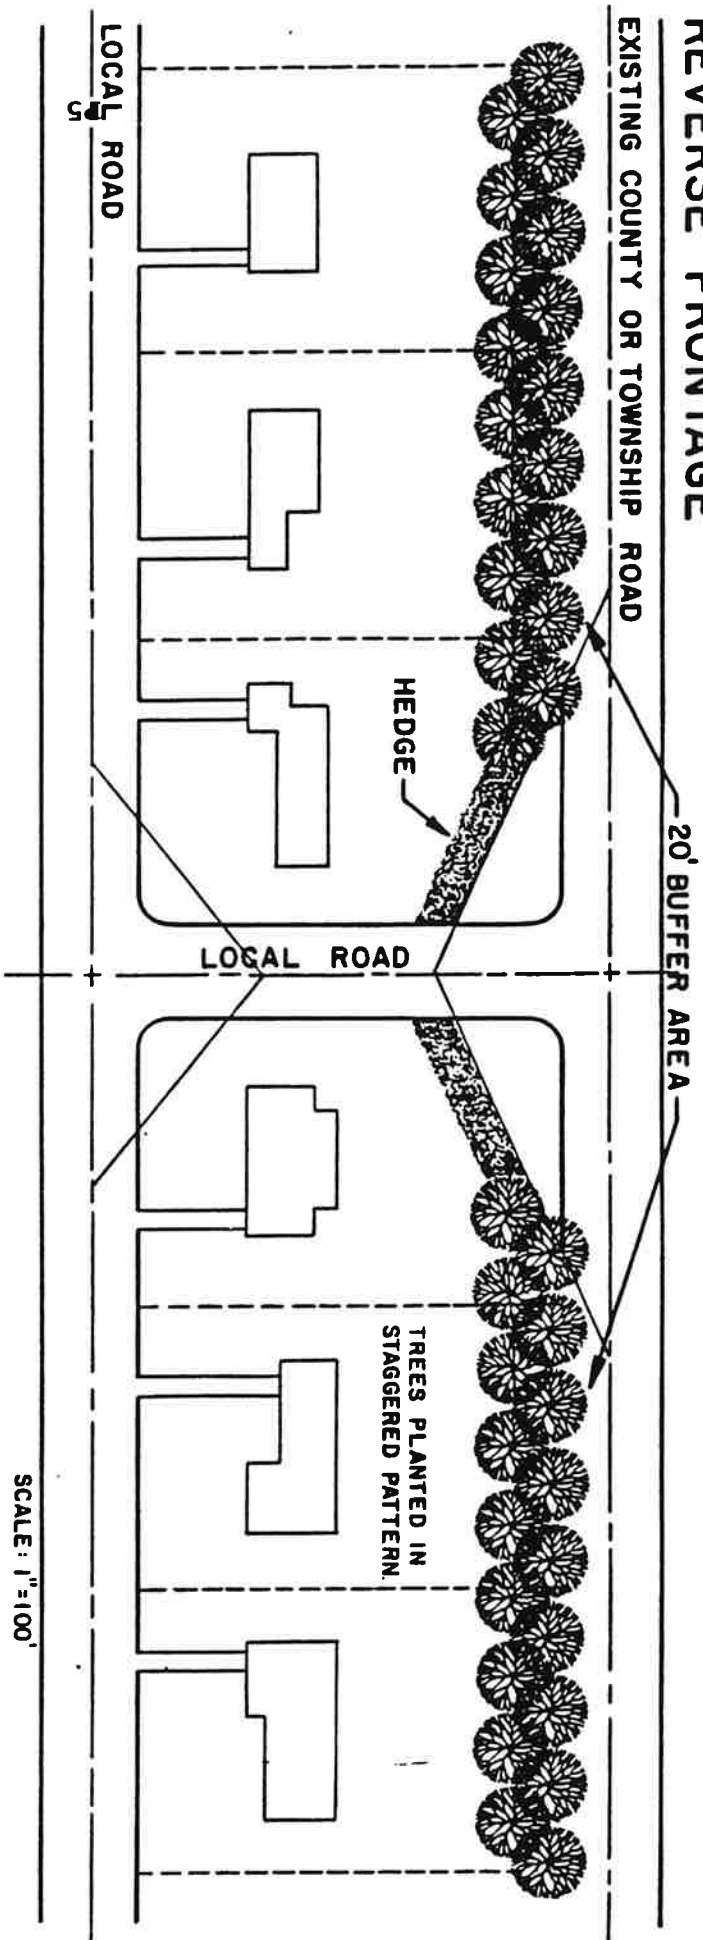 REVERSE FRONTAGE
EXISTING COUNTY OR TOWNSHIP ROAD
20' BUFFER AREA
HEDGE
LOCAL ROAD
TREES PLANTED IN
STAGGERED PATTERN.
LOCAL ROAD
SCALE: 1"=100'